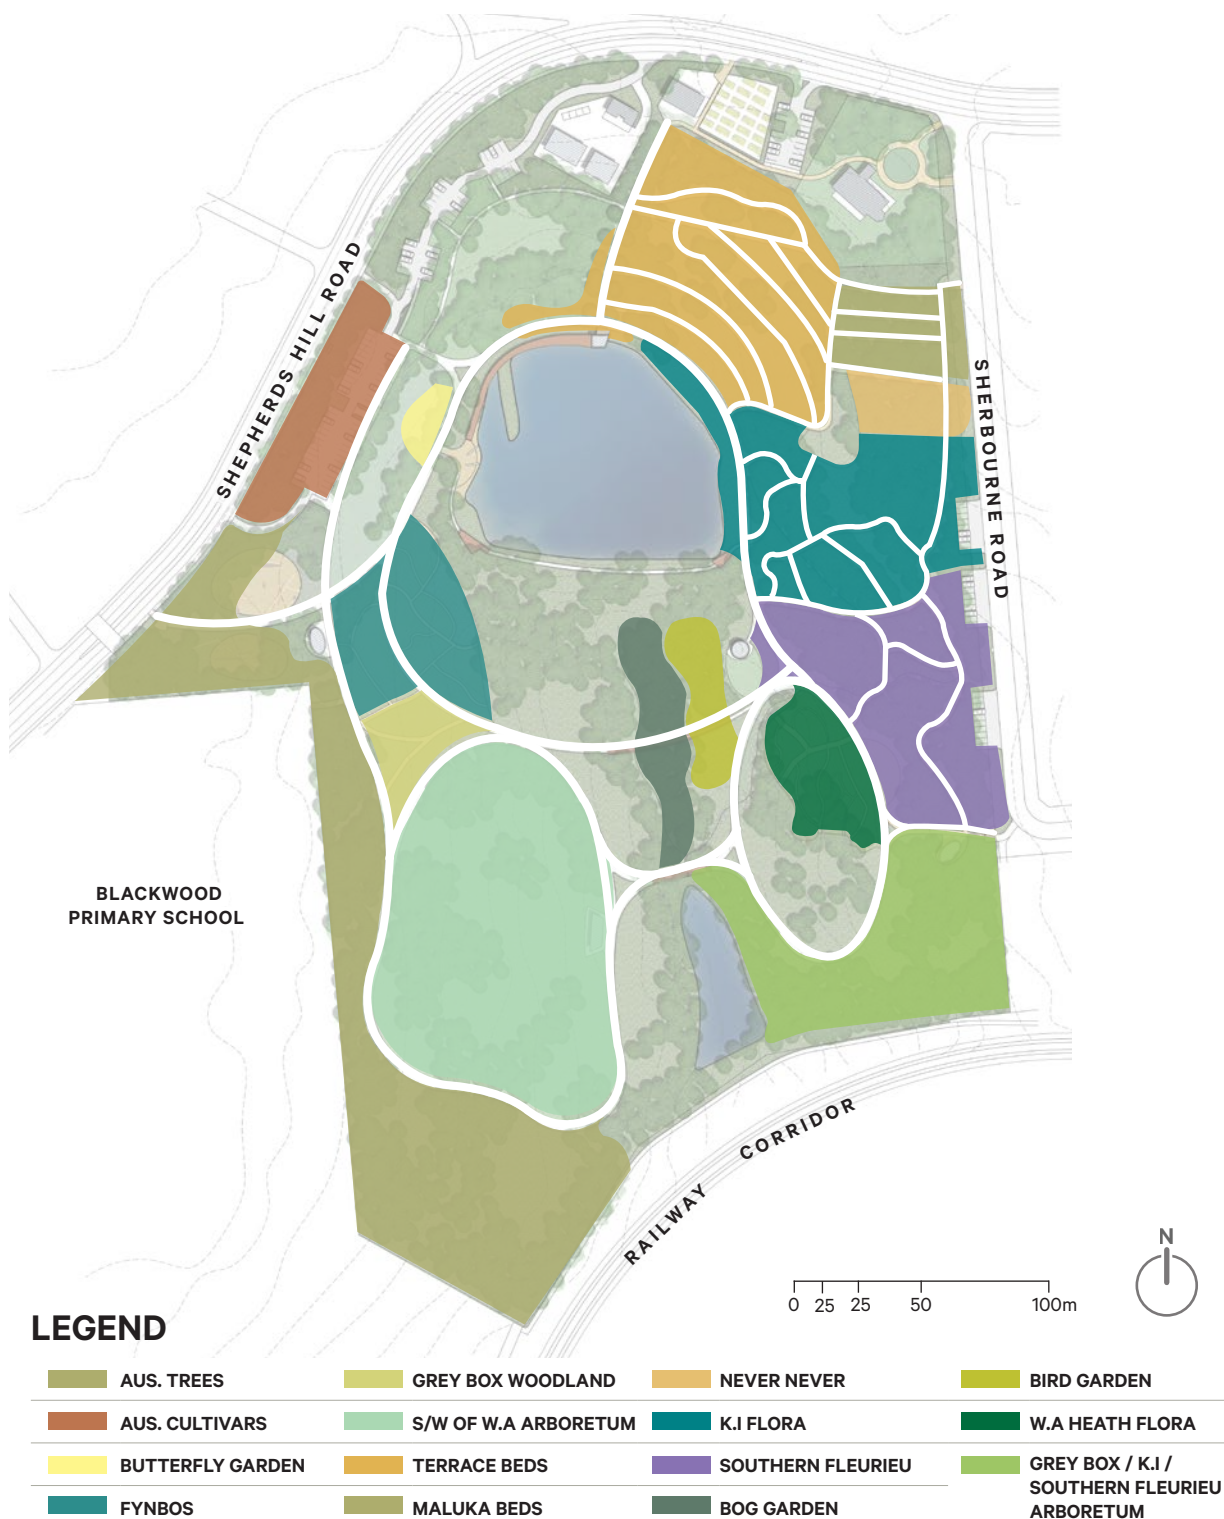 SHEPHERDS HILL ROAD
SHERBOURNE ROAD
BLACKWOOD
PRIMARY SCHOOL
RAILWAY CORRIDOR
N
0 25 25 50 100m
LEGEND
AUS. TREES
GREY BOX WOODLAND
NEVER NEVER
BIRD GARDEN
AUS. CULTIVARS
S/W OF W.A ARBORETUM
K.I FLORA
W.A HEATH FLORA
BUTTERFLY GARDEN
TERRACE BEDS
SOUTHERN FLEURIEU
GREY BOX / K.I /
SOUTHERN FLEURIEU
ARBORETUM
FYNBOS
MALUKA BEDS
BOG GARDEN